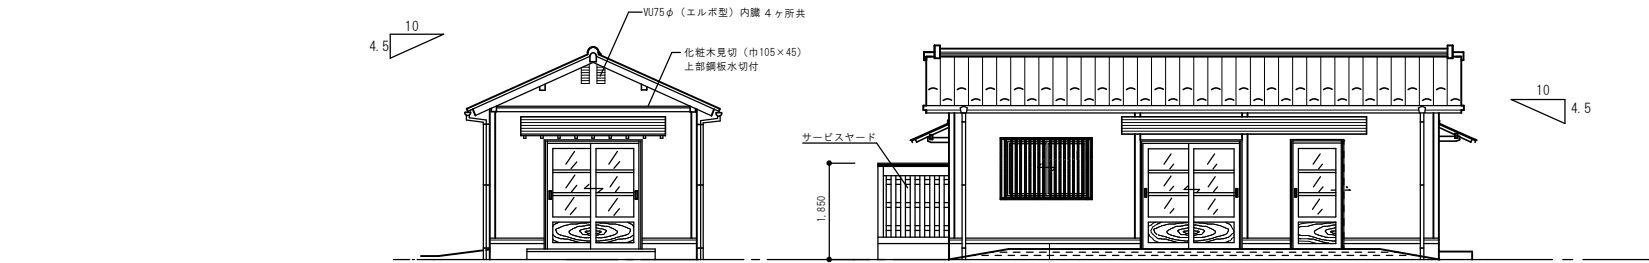 10
4.5
VU75φ（エルボ型）内臓 4ヶ所共
化粧木見切（巾105×45）
上部鋼板水切付
サービスヤード
1,850
10
4.5